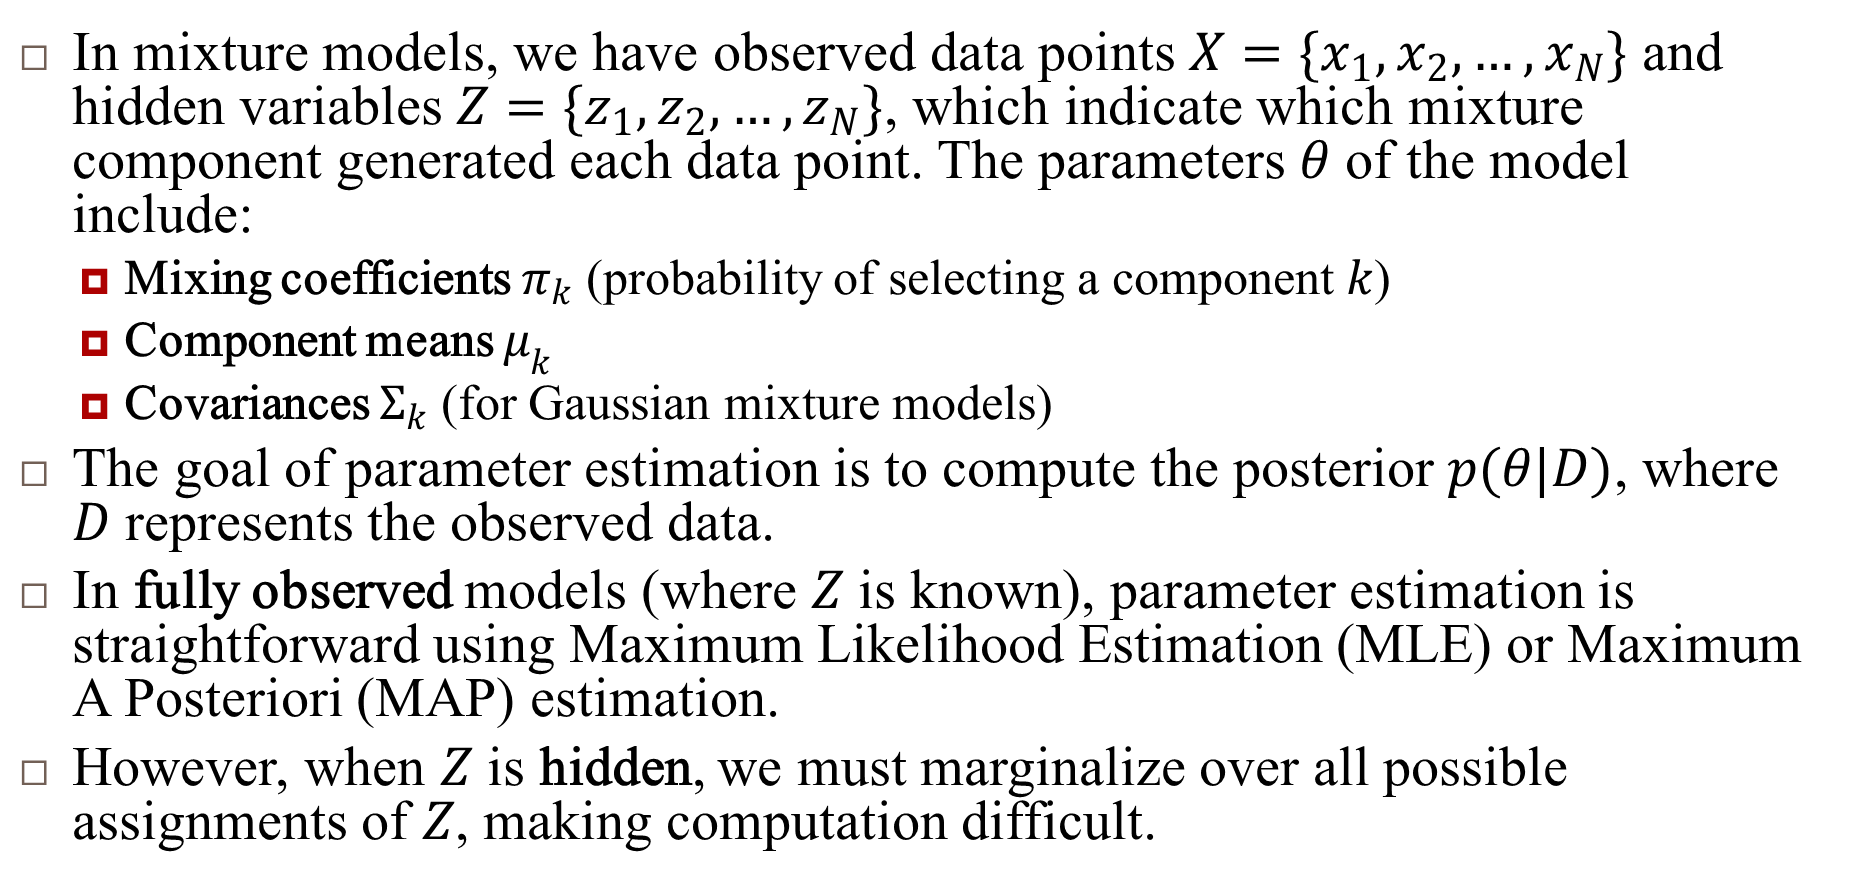 In mixture models, we have observed data points X = {x₁, x₂, … , x_N} and
hidden variables Z = {z₁, z₂, … , z_N}, which indicate which mixture
component generated each data point. The parameters θ of the model
include:
Mixing coefficients π_k (probability of selecting a component k)
Component means μ_k
Covariances Σ_k (for Gaussian mixture models)
The goal of parameter estimation is to compute the posterior p(θ|D), where
D represents the observed data.
In fully observed models (where Z is known), parameter estimation is
straightforward using Maximum Likelihood Estimation (MLE) or Maximum
A Posteriori (MAP) estimation.
However, when Z is hidden, we must marginalize over all possible
assignments of Z, making computation difficult.